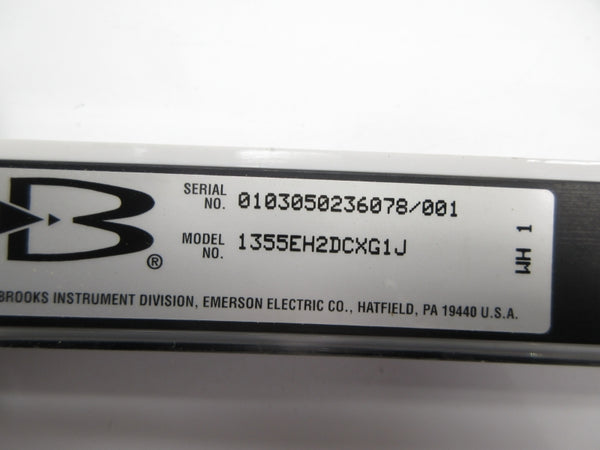 SERIAL NO. 0103050236078/001
MODEL NO. 1355EH2DCXG1J
WH 1
B ®
BROOKS INSTRUMENT DIVISION, EMERSON ELECTRIC CO., HATFIELD, PA 19440 U.S.A.